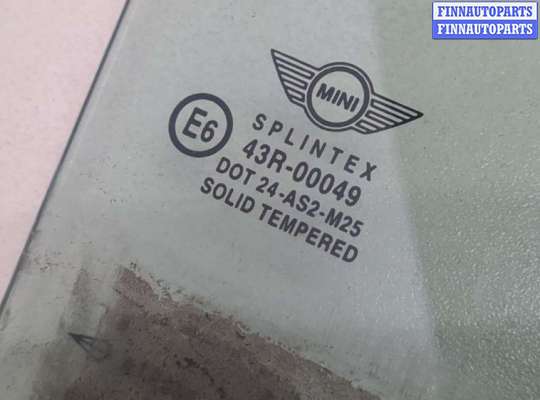 FINNAUTOPARTS
FINNAUTOPARTS
MINI
E6
SPLINTEX
43R-00049
DOT 24-AS2-M25
SOLID TEMPERED